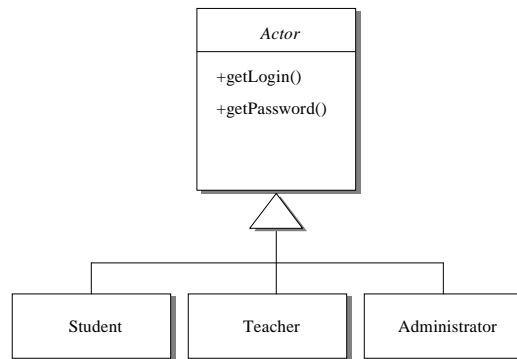 Actor
+getLogin()
+getPassword()
Student
Teacher
Administrator